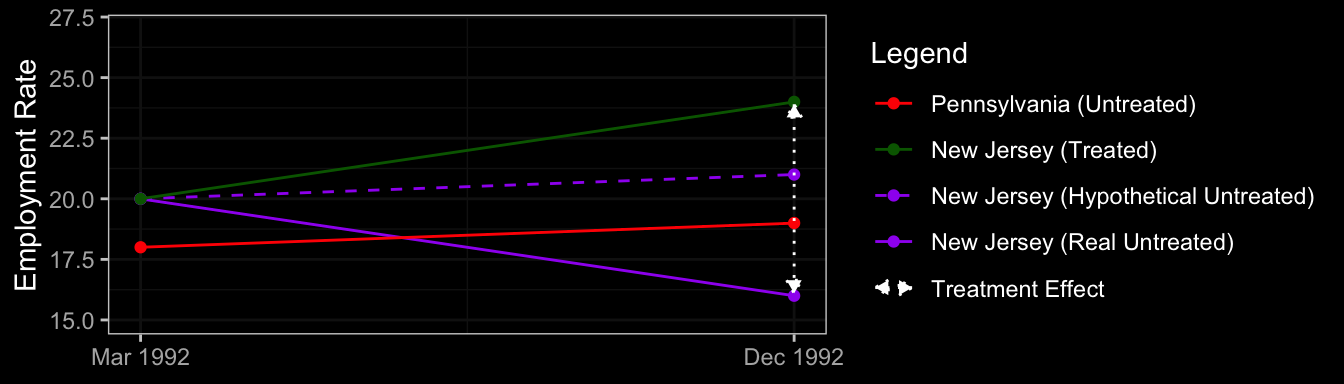 27.5
25.0
22.5
20.0
17.5
15.0
Employment Rate
Mar 1992
Dec 1992
Legend
Pennsylvania (Untreated)
New Jersey (Treated)
New Jersey (Hypothetical Untreated)
New Jersey (Real Untreated)
Treatment Effect